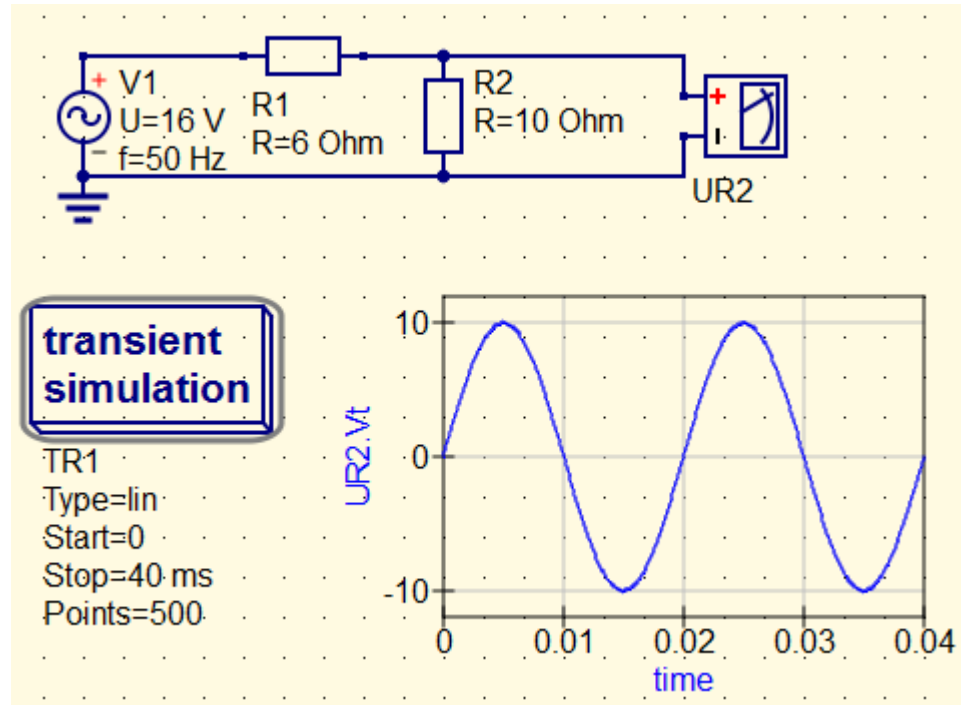 V1
U=16 V
f=50 Hz
R1
R=6 Ohm
R2
R=10 Ohm
UR2
transient
simulation
TR1
Type=lin
Start=0
Stop=40 ms
Points=500
UR2.Vt
10
0
-10
0 0.01 0.02 0.03 0.04
time